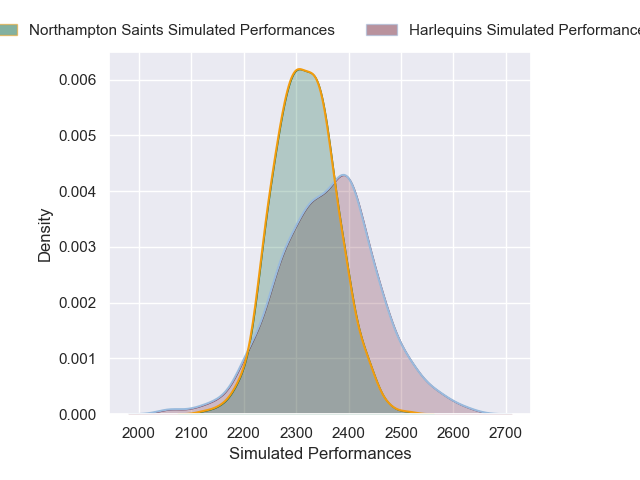 Northampton Saints Simulated Performances
Harlequins Simulated Performance
0.006
0.005
0.004
0.003
0.002
0.001
0.000
Density
2000 2100 2200 2300 2400 2500 2600 2700
Simulated Performances